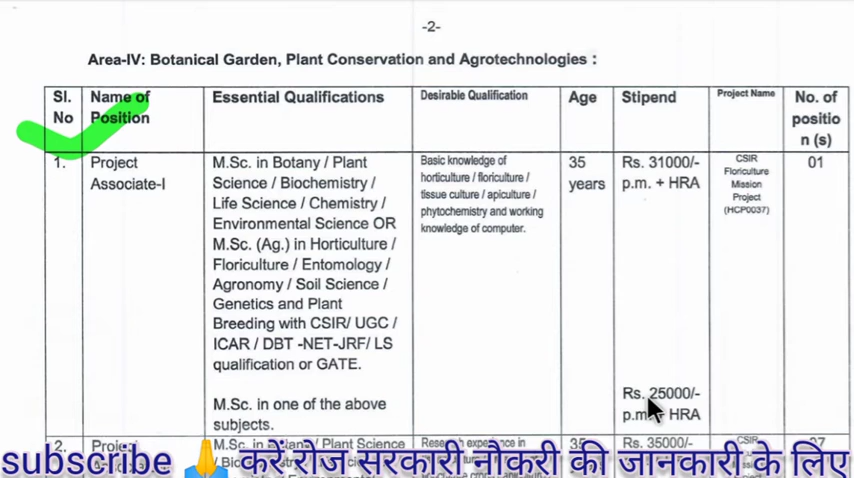 -2-
Area-IV: Botanical Garden, Plant Conservation and Agrotechnologies :
Sl. No
Name of Position
Essential Qualifications
Desirable Qualification
Age
Stipend
Project Name
No. of positio n (s)
1.
Project
Associate-I
M.Sc. in Botany / Plant
Science / Biochemistry /
Life Science / Chemistry /
Environmental Science OR
M.Sc. (Ag.) in Horticulture /
Floriculture / Entomology /
Agronomy / Soil Science /
Genetics and Plant
Breeding with CSIR/ UGC /
ICAR / DBT -NET-JRF/ LS
qualification or GATE.
M.Sc. in one of the above
subjects.
Basic knowledge of
horticulture / floriculture /
tissue culture / apiculture /
phytochemistry and working
knowledge of computer.
35
years
Rs. 31000/-
p.m. + HRA
Rs. 25000/-
p.m. + HRA
CSIR
Floriculture
Mission
Project
(HCP0037)
01
2.
Project
M.Sc. in Botany / Plant Science
Research experience in
35
Rs. 35000/-
CSIR
07
subscribe 🙏 करें रोज सरकारी नौकरी की जानकारी के लिए